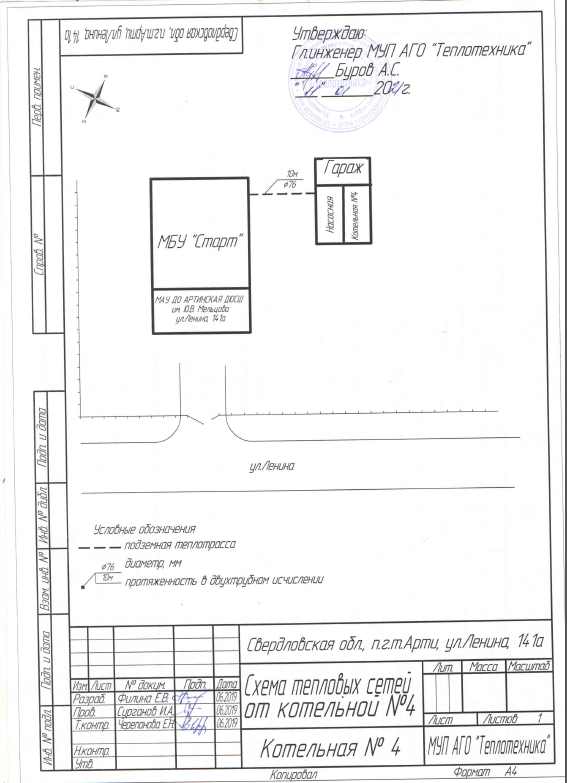 Свердловская обл, п.г.т.Арти, ул.Ленина, 141а
Утверждаю:
Гл.инженер МУП АГО "Теплотехника"
Буров А.С.
"11" 01 2021г.
Перв. примен.
Справ. №
С
В
Ю
З
10м
ø76
Гараж
Насосная
Котельная №4
МБУ "Старт"
МАУ ДО АРТИНСКАЯ ДЮСШ
им Ю.В. Мельцова
ул.Ленина, 141а
ул.Ленина
Условные обозначения
подземная теплотрасса
ø76
10м
диаметр, мм
протяженность в двухтрубном исчислении
Подп. и дата
Инв. № дубл.
Взам. инв. №
Подп. и дата
Инв. № подл.
Свердловская обл, п.г.т.Арти, ул.Ленина, 141а
Изм. Лист № докум. Подп. Дата
Разраб. Филина Е.В. 06.2019
Пров. Сурганов И.А. 06.2019
Т.контр. Черепанова Е.Н. 06.2019
Н.контр.
Утв.
Схема тепловых сетей
от котельной №4
Котельная № 4
Лит. Масса Масштаб
Лист Листов 1
МУП АГО "Теплотехника"
Копировал Формат А4